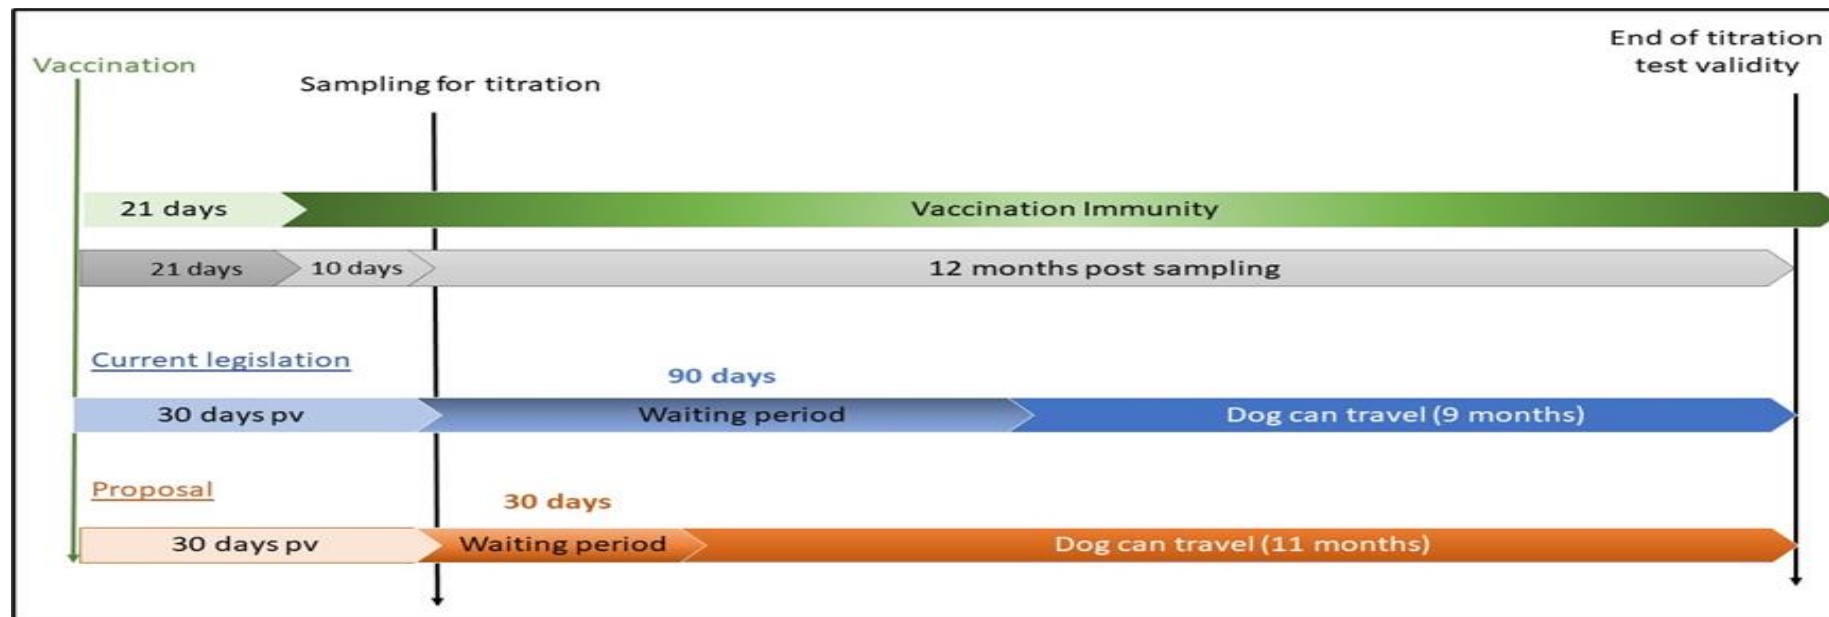 Vaccination
Sampling for titration
End of titration
test validity
21 days
Vaccination Immunity
21 days
10 days
12 months post sampling
Current legislation
90 days
30 days pv
Waiting period
Dog can travel (9 months)
Proposal
30 days
30 days pv
Waiting period
Dog can travel (11 months)